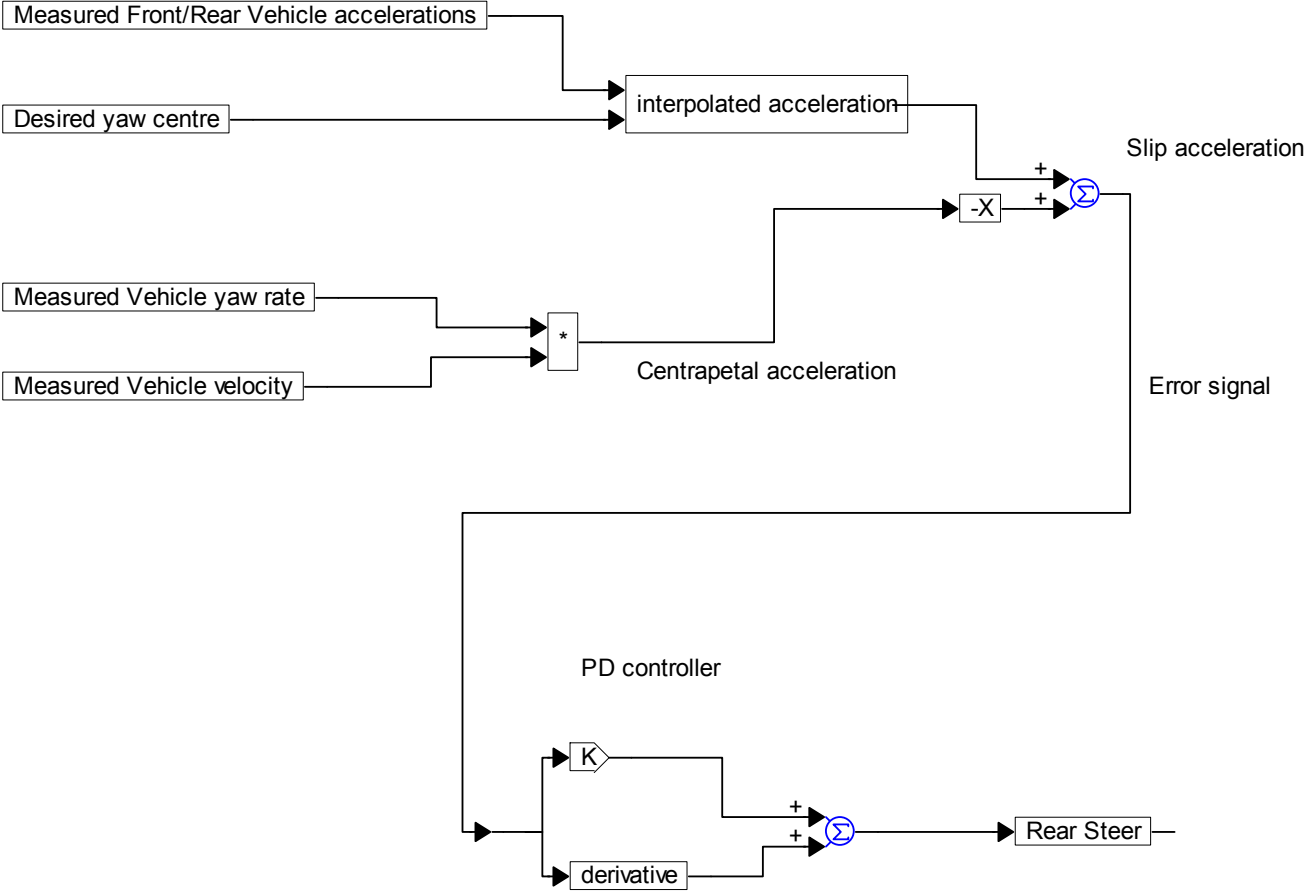 Measured Front/Rear Vehicle accelerations
interpolated acceleration
Desired yaw centre
Slip acceleration
+
Σ
-X
+
Measured Vehicle yaw rate
*
Centrapetal acceleration
Measured Vehicle velocity
Error signal
PD controller
K
+
Σ
Rear Steer
+
derivative